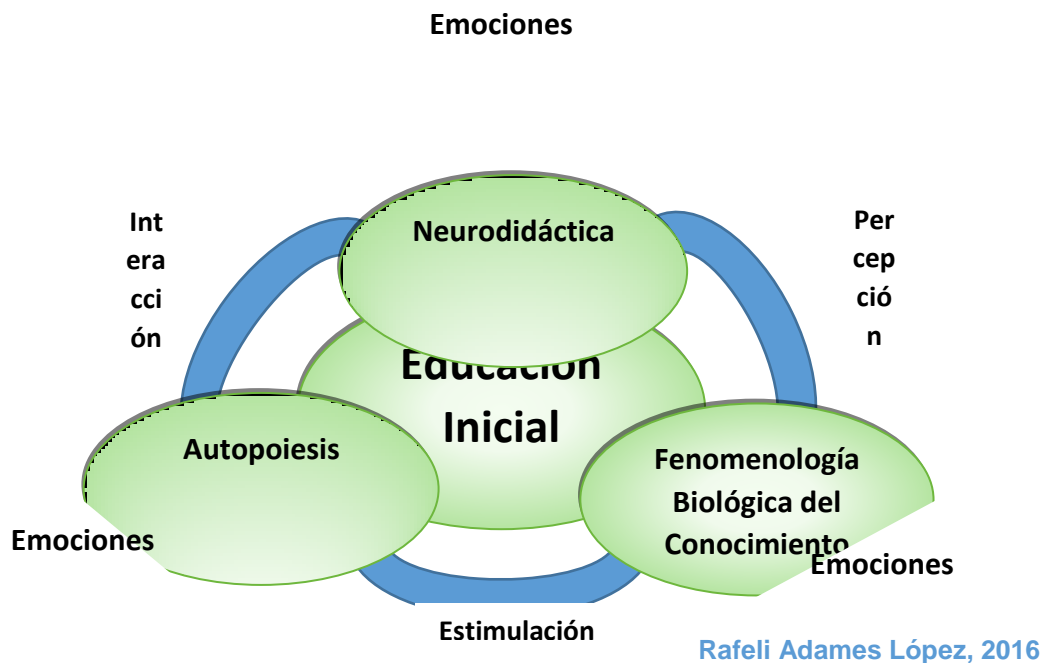 Emociones
Int
era
cci
ón
Neurodidáctica
Per
cep
ció
n
Educación
Inicial
Autopoiesis
Fenomenología
Biológica del
Conocimiento
Emociones
Emociones
Estimulación
Rafeli Adames López, 2016